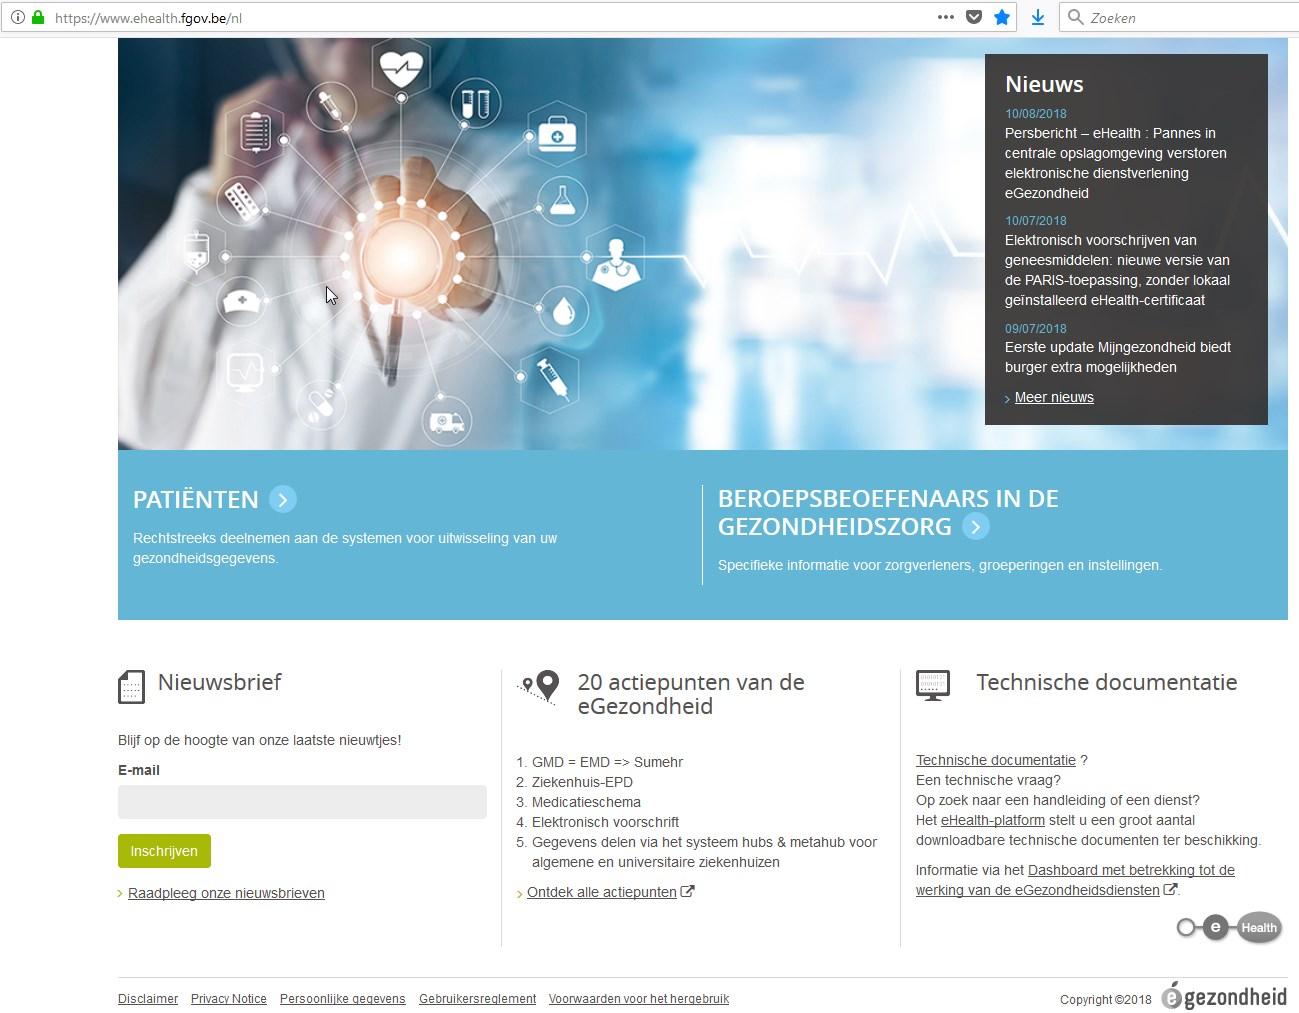 https://www.ehealth.fgov.be/nl
Zoeken
Nieuws
10/08/2018
Persbericht – eHealth : Pannes in
centrale opslagomgeving verstoren
elektronische dienstverlening
eGezondheid
10/07/2018
Elektronisch voorschrijven van
geneesmiddelen: nieuwe versie van
de PARIS-toepassing, zonder lokaal
geïnstalleerd eHealth-certificaat
09/07/2018
Eerste update Mijngezondheid biedt
burger extra mogelijkheden
Meer nieuws
PATIËNTEN
Rechtstreeks deelnemen aan de systemen voor uitwisseling van uw
gezondheidsgegevens.
BEROEPSBEOEFENAARS IN DE
GEZONDHEIDSZORG
Specifieke informatie voor zorgverleners, groeperingen en instellingen.
Nieuwsbrief
Blijf op de hoogte van onze laatste nieuwtjes!
E-mail
Inschrijven
Raadpleeg onze nieuwsbrieven
20 actiepunten van de
eGezondheid
1. GMD = EMD => Sumehr
2. Ziekenhuis-EPD
3. Medicatieschema
4. Elektronisch voorschrift
5. Gegevens delen via het systeem hubs & metahub voor
algemene en universitaire ziekenhuizen
Ontdek alle actiepunten
Technische documentatie
Technische documentatie ?
Een technische vraag?
Op zoek naar een handleiding of een dienst?
Het eHealth-platform stelt u een groot aantal
downloadbare technische documenten ter beschikking.
Informatie via het Dashboard met betrekking tot de
werking van de eGezondheidsdiensten.
e Health
Disclaimer Privacy Notice Persoonlijke gegevens Gebruikersreglement Voorwaarden voor het hergebruik
Copyright ©2018 é gezondheid